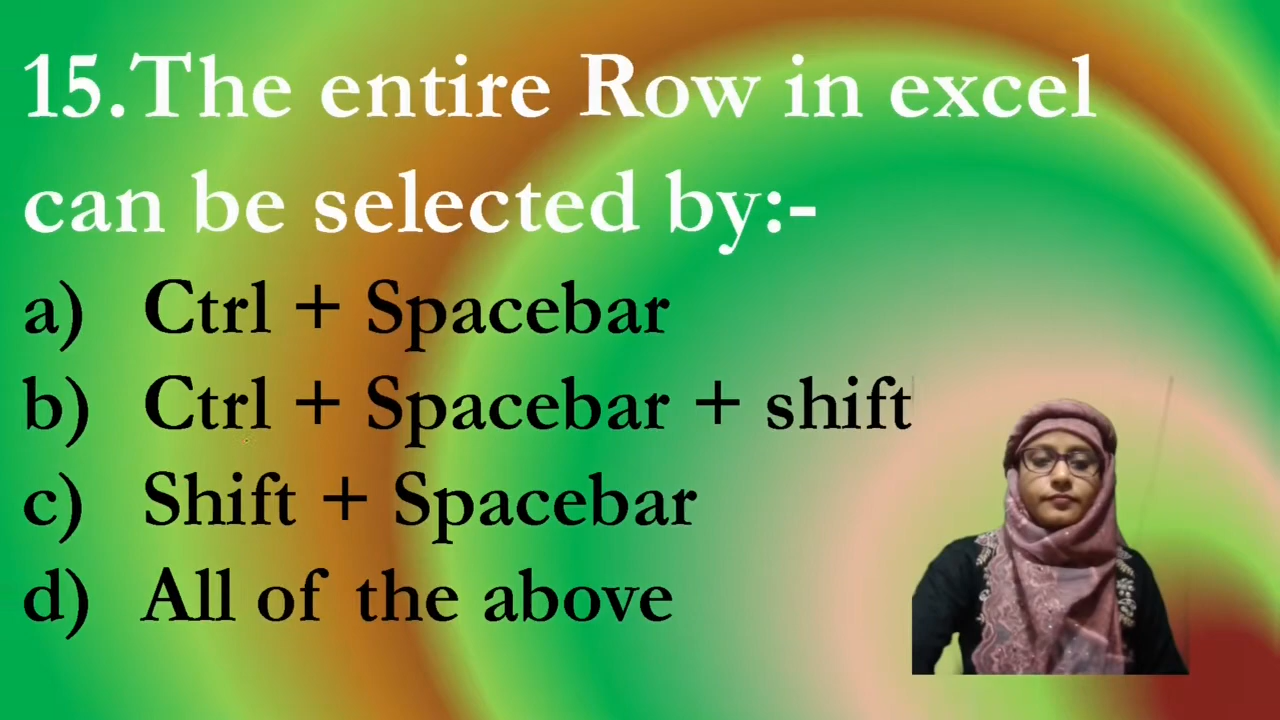 15.The entire Row in excel
can be selected by:-
a) Ctrl + Spacebar
b) Ctrl + Spacebar + shift
c) Shift + Spacebar
d) All of the above